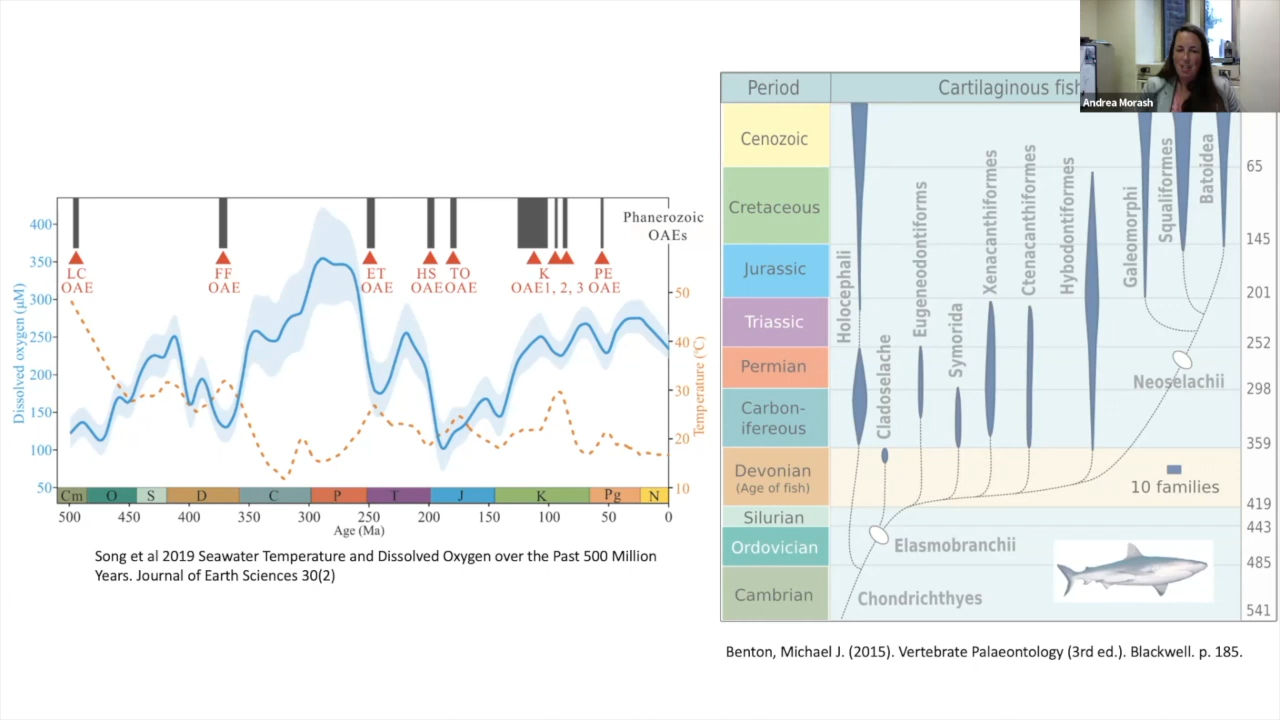 Andrea Morash
Period
Cartilaginous fish
Cenozoic
Cretaceous
Jurassic
Triassic
Permian
Carbon-
ifereous
Devonian
(Age of fish)
Silurian
Ordovician
Cambrian
Holocephali
Cladoselache
Eugeneodontiforms
Symorida
Xenacanthiformes
Ctenacanthiformes
Hybodontiformes
Galeomorphi
Squaliformes
Batoidea
Neoselachii
10 families
Elasmobranchii
Chondrichthyes
65
145
201
252
298
359
419
443
485
541
Phanerozoic
OAEs
LC
OAE
FF
OAE
ET
OAE
HS
OAE
TO
OAE
K
OAE1, 2, 3
PE
OAE
Dissolved oxygen (μM)
400
350
300
250
200
150
100
50
Temperature (℃)
50
40
30
20
10
Cm O S D C P T J K Pg N
500 450 400 350 300 250 200 150 100 50 0
Age (Ma)
Song et al 2019 Seawater Temperature and Dissolved Oxygen over the Past 500 Million
Years. Journal of Earth Sciences 30(2)
Benton, Michael J. (2015). Vertebrate Palaeontology (3rd ed.). Blackwell. p. 185.